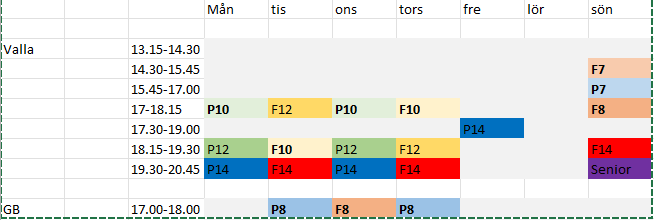 Mån tis ons tors fre lör sön
Valla 13.15-14.30
14.30-15.45 F7
15.45-17.00 P7
17-18.15 P10 F12 P10 F10 F8
17.30-19.00 P14
18.15-19.30 P12 F10 P12 F12 F14
19.30-20.45 P14 F14 P14 F14 Senior
GB 17.00-18.00 P8 F8 P8